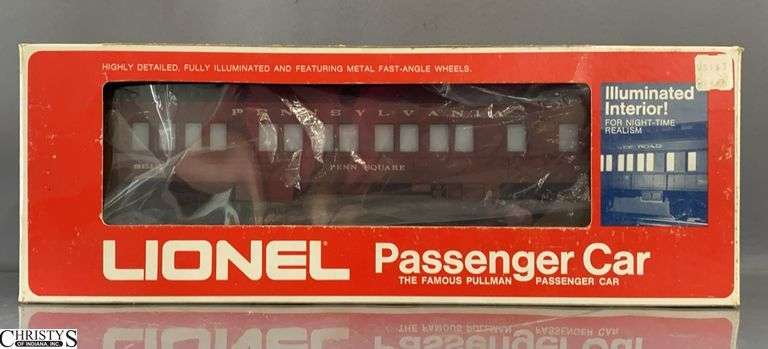 HIGHLY DETAILED, FULLY ILLUMINATED AND FEATURING METAL FAST-ANGLE WHEELS.
PENNSYLVANIA
PENN SQUARE
Illuminated
Interior!
FOR NIGHT-TIME
REALISM
LIONEL Passenger Car
THE FAMOUS PULLMAN PASSENGER CAR
CHRISTY'S
OF INDIANA, INC.